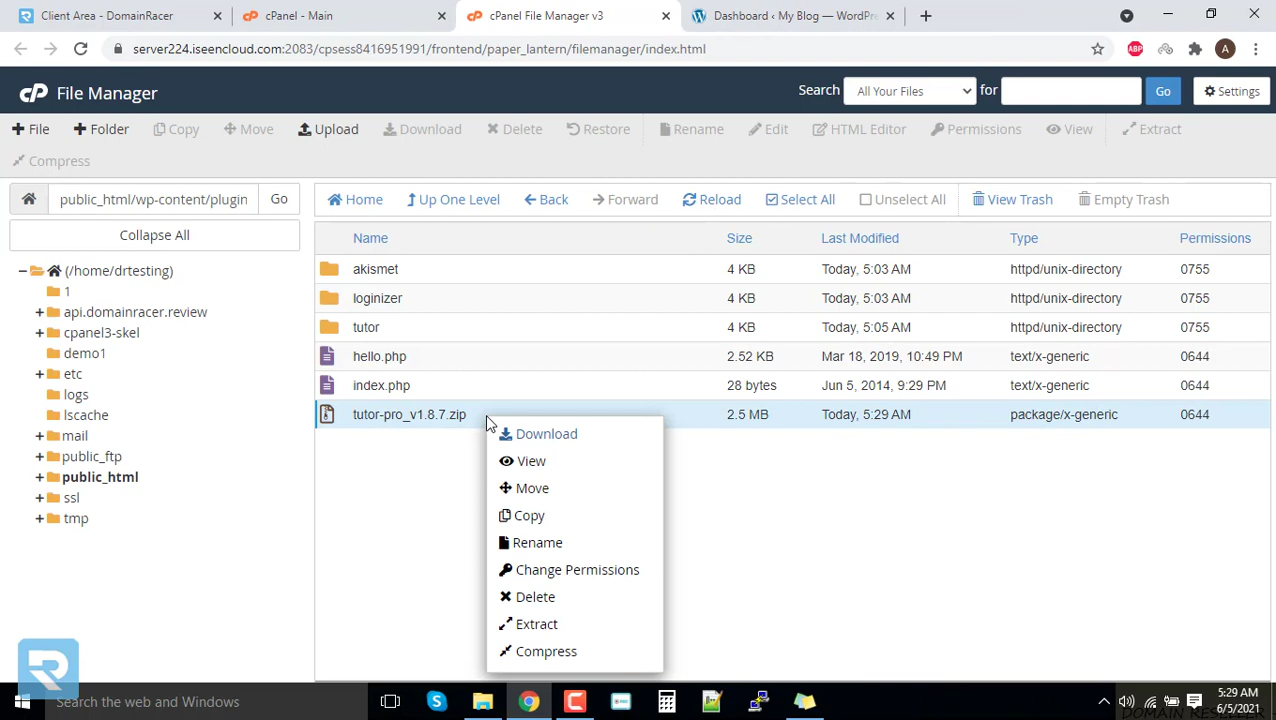 Client Area - DomainRacer
cPanel - Main
cPanel File Manager v3
Dashboard ‹ My Blog — WordPre
server224.iseencloud.com:2083/cpsess8416951991/frontend/paper_lantern/filemanager/index.html
ABP
A
cP File Manager
Search All Your Files for Go Settings
File Folder Copy Move Upload Download Delete Restore Rename Edit HTML Editor Permissions View Extract
Compress
public_html/wp-content/plugin Go
Home Up One Level Back Forward Reload Select All Unselect All View Trash Empty Trash
Collapse All
Name Size Last Modified Type Permissions
(/home/drtesting)
1
api.domainracer.review
cpanel3-skel
demo1
etc
logs
lscache
mail
public_ftp
public_html
ssl
tmp
akismet 4 KB Today, 5:03 AM httpd/unix-directory 0755
loginizer 4 KB Today, 5:03 AM httpd/unix-directory 0755
tutor 4 KB Today, 5:05 AM httpd/unix-directory 0755
hello.php 2.52 KB Mar 18, 2019, 10:49 PM text/x-generic 0644
index.php 28 bytes Jun 5, 2014, 9:29 PM text/x-generic 0644
tutor-pro_v1.8.7.zip 2.5 MB Today, 5:29 AM package/x-generic 0644
Download
View
Move
Copy
Rename
Change Permissions
Delete
Extract
Compress
Search the web and Windows
5:29 AM
6/5/2021